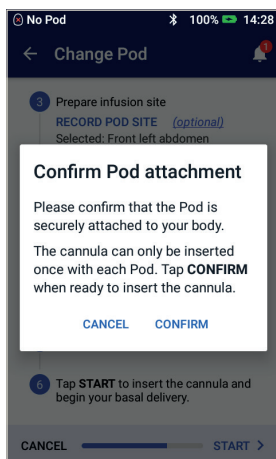 No Pod 100% 14:28
Change Pod
3 Prepare infusion site
RECORD POD SITE (optional)
Selected: Front left abdomen
Confirm Pod attachment
Please confirm that the Pod is
securely attached to your body.
The cannula can only be inserted
once with each Pod. Tap CONFIRM
when ready to insert the cannula.
CANCEL CONFIRM
6 Tap START to insert the cannula and
begin your basal delivery.
CANCEL START